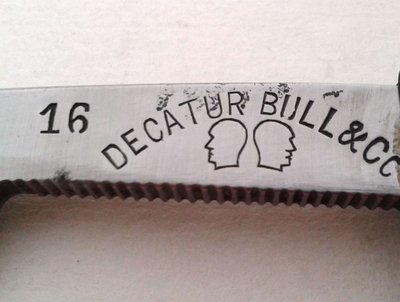 16 DECATUR BULL & CO